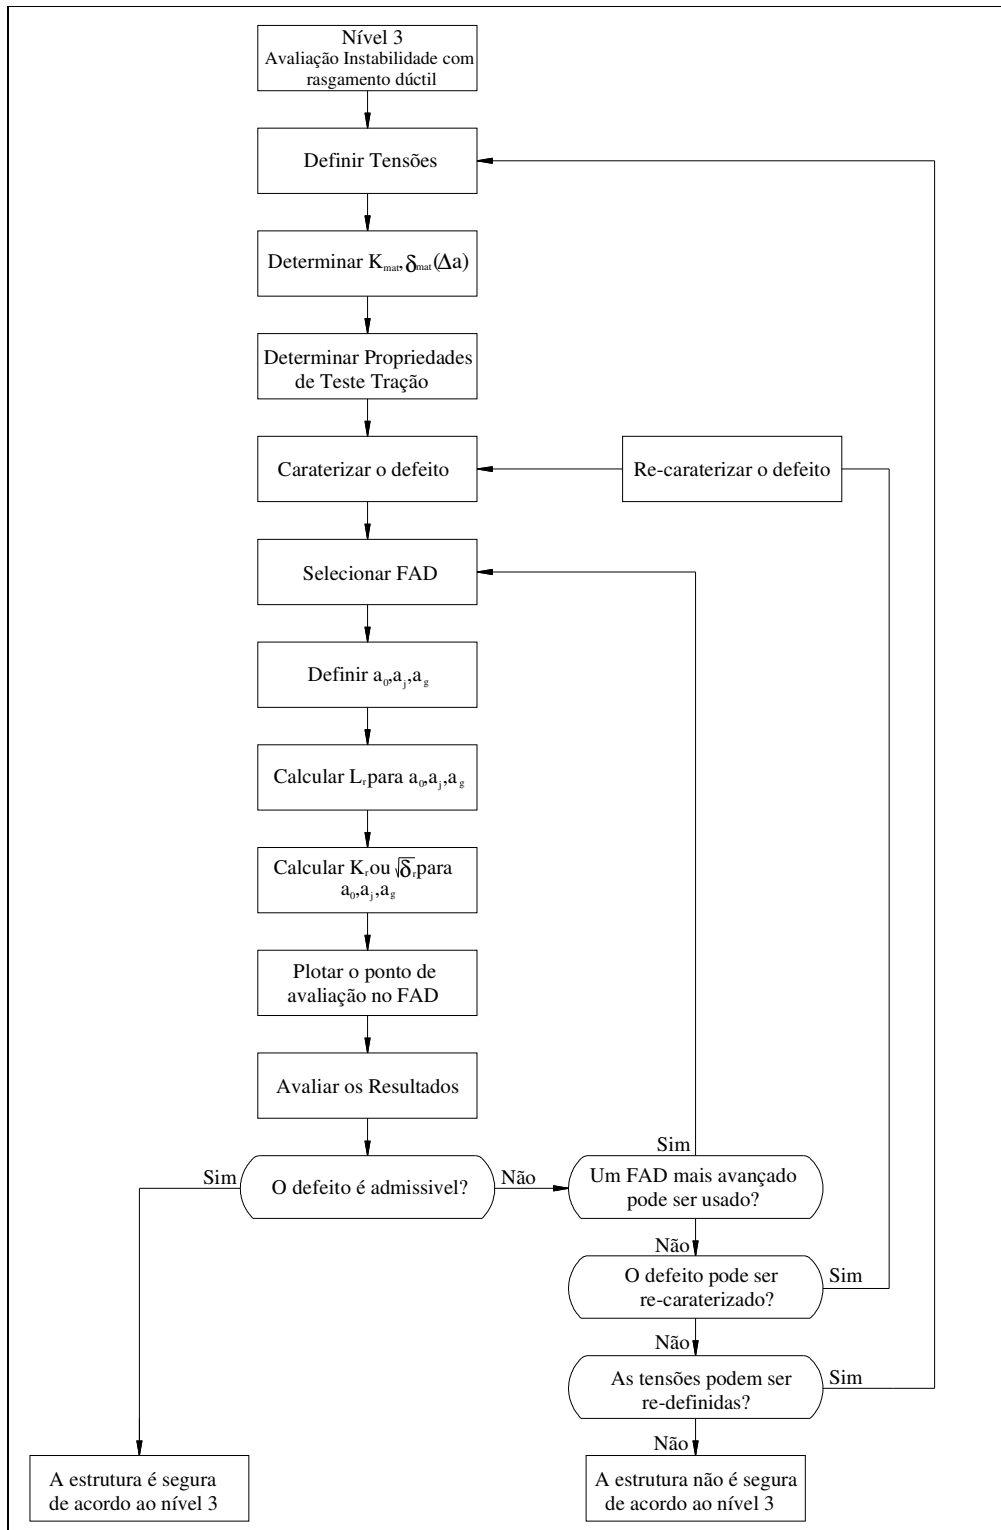 Nível 3
Avaliação Instabilidade com
rasgamento dúctil
Definir Tensões
Determinar Kmat,δmat(Δa)
Determinar Propriedades
de Teste Tração
Caraterizar o defeito
Re-caraterizar o defeito
Selecionar FAD
Definir a0,aj,ag
Calcular Lr para a0,aj,ag
Calcular Kr ou √δr para
a0,aj,ag
Plotar o ponto de
avaliação no FAD
Avaliar os Resultados
Sim
O defeito é admissivel?
Não
Sim
Um FAD mais avançado
pode ser usado?
Não
O defeito pode ser
re-caraterizado?
Sim
Não
As tensões podem ser
re-definidas?
Sim
Não
A estrutura é segura
de acordo ao nível 3
A estrutura não é segura
de acordo ao nível 3